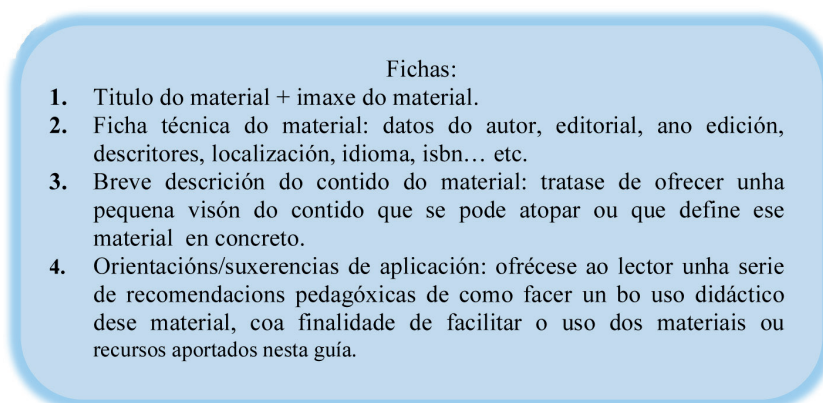 Fichas:
1. Titulo do material + imaxe do material.
2. Ficha técnica do material: datos do autor, editorial, ano edición,
descritores, localización, idioma, isbn… etc.
3. Breve descrición do contido do material: tratase de ofrecer unha
pequena visón do contido que se pode atopar ou que define ese
material en concreto.
4. Orientacións/suxerencias de aplicación: ofrécese ao lector unha serie
de recomendacions pedagóxicas de como facer un bo uso didáctico
dese material, coa finalidade de facilitar o uso dos materiais ou
recursos aportados nesta guía.